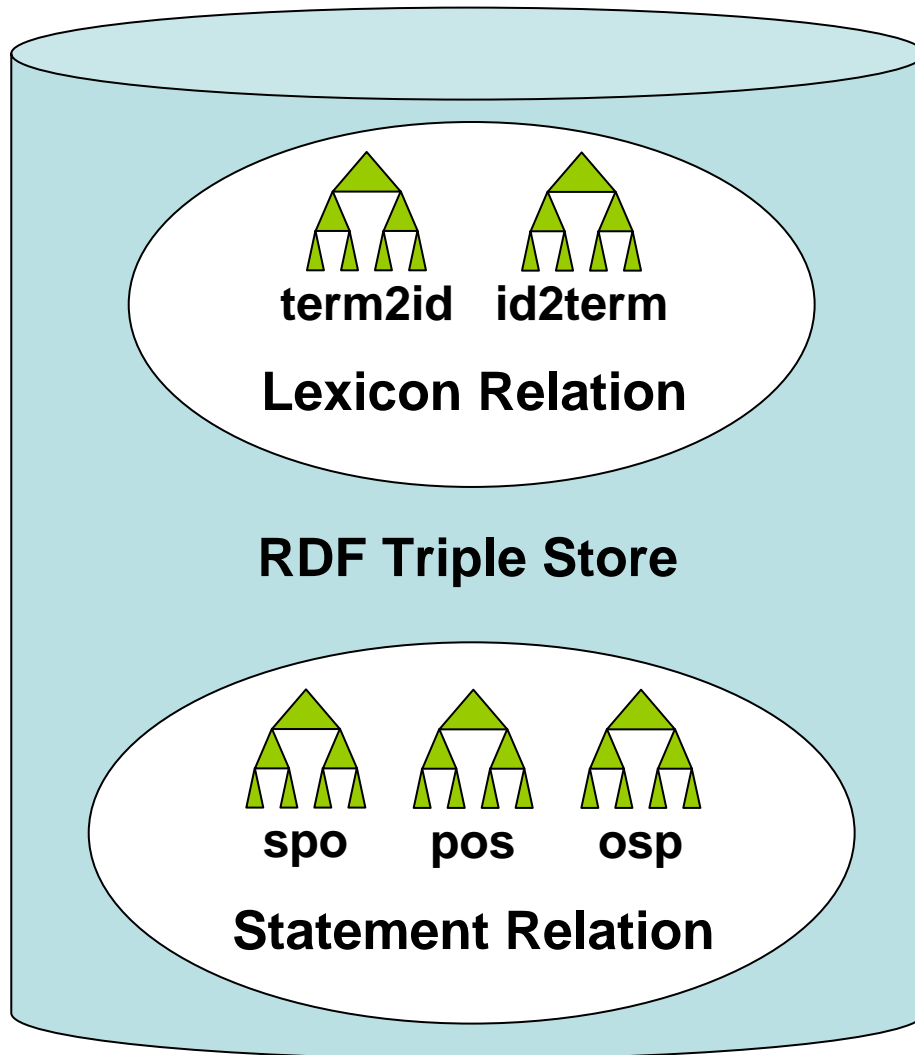 term2id id2term
Lexicon Relation
RDF Triple Store
spo pos osp
Statement Relation